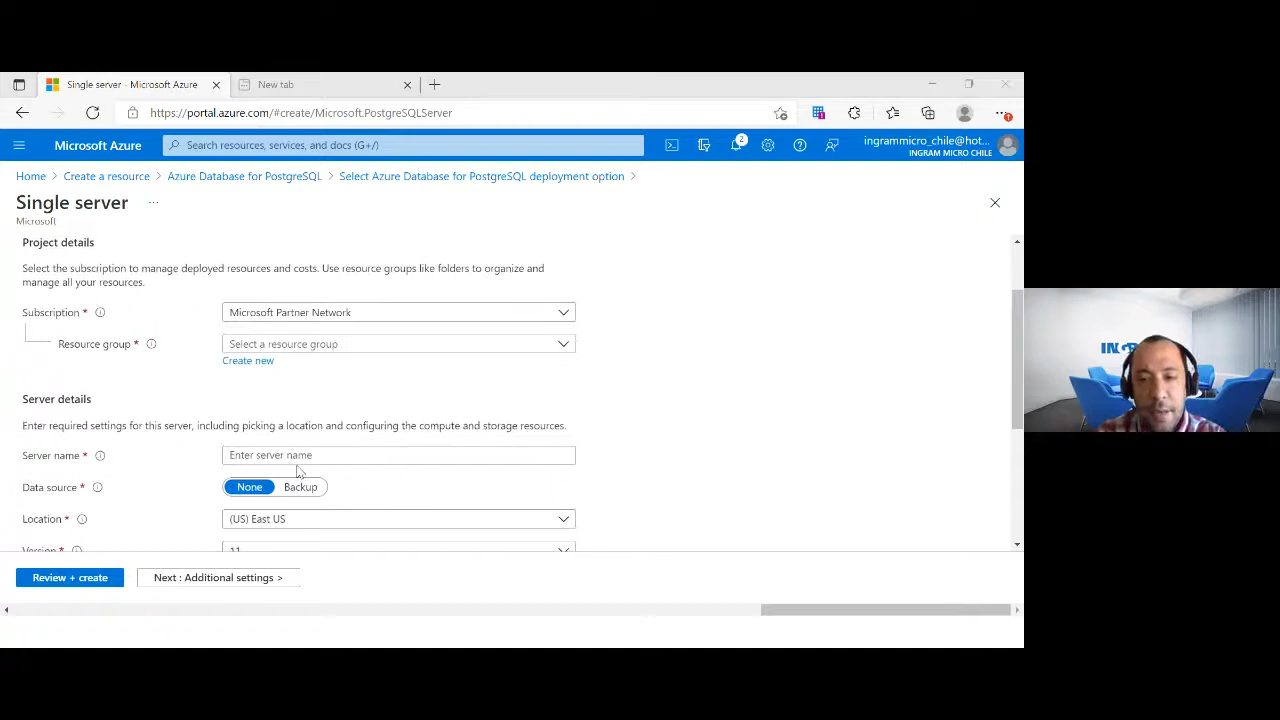 Single server - Microsoft Azure
New tab
https://portal.azure.com/#create/Microsoft.PostgreSQLServer
Microsoft Azure
Search resources, services, and docs (G+/)
2
ingrammicro_chile@hot...
INGRAM MICRO CHILE
Home > Create a resource > Azure Database for PostgreSQL > Select Azure Database for PostgreSQL deployment option >
Single server ...
Microsoft
Project details
Select the subscription to manage deployed resources and costs. Use resource groups like folders to organize and
manage all your resources.
Subscription *
Microsoft Partner Network
Resource group *
Select a resource group
Create new
Server details
Enter required settings for this server, including picking a location and configuring the compute and storage resources.
Server name *
Enter server name
Data source *
None
Backup
Location *
(US) East US
Version *
11
Review + create
Next : Additional settings >